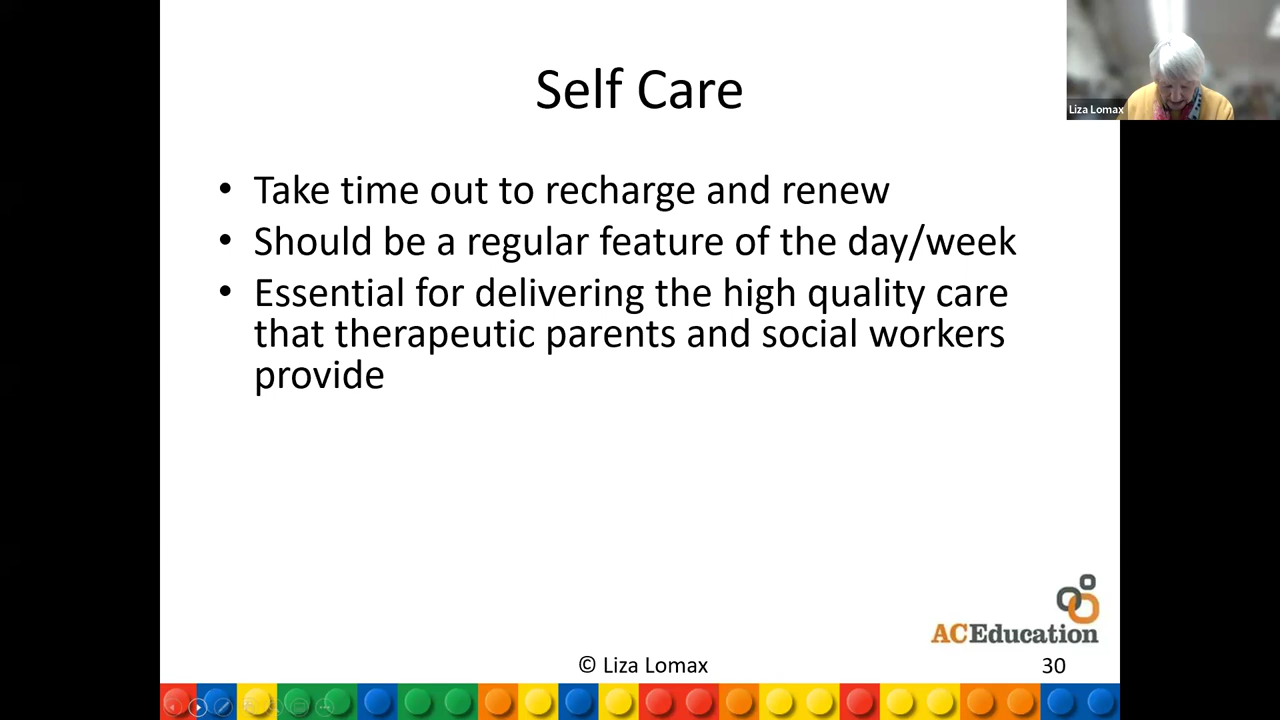 Self Care
Liza Lomax
• Take time out to recharge and renew
• Should be a regular feature of the day/week
• Essential for delivering the high quality care
that therapeutic parents and social workers
provide
ACEducation
© Liza Lomax
30